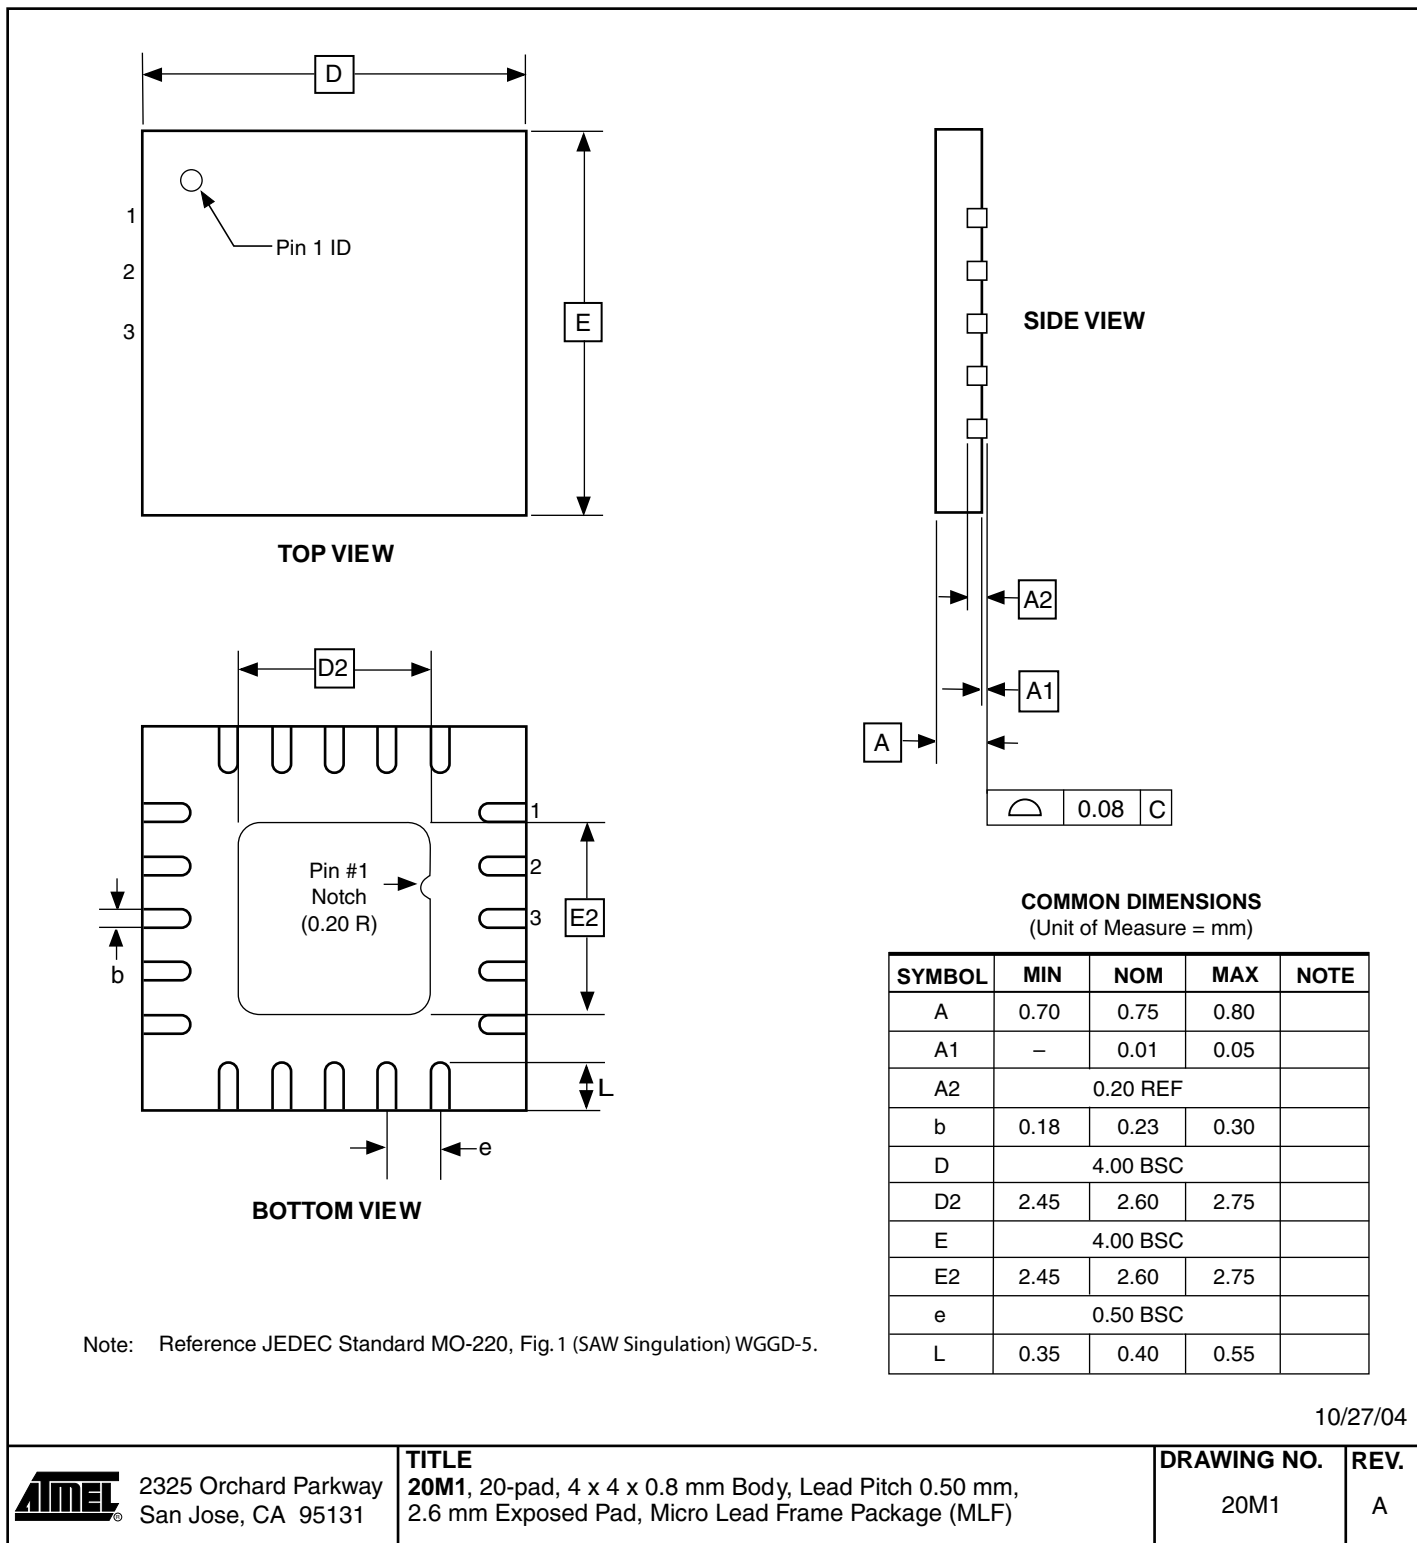 D
1
2
3
Pin 1 ID
E
TOP VIEW
SIDE VIEW
A2
A1
A
0.08 C
D2
1
2
3
Pin #1
Notch
(0.20 R)
E2
b
L
e
BOTTOM VIEW
COMMON DIMENSIONS
(Unit of Measure = mm)
SYMBOL MIN NOM MAX NOTE
A 0.70 0.75 0.80
A1 – 0.01 0.05
A2 0.20 REF
b 0.18 0.23 0.30
D 4.00 BSC
D2 2.45 2.60 2.75
E 4.00 BSC
E2 2.45 2.60 2.75
e 0.50 BSC
L 0.35 0.40 0.55
Note: Reference JEDEC Standard MO-220, Fig. 1 (SAW Singulation) WGGD-5.
10/27/04
ATMEL ®
2325 Orchard Parkway
San Jose, CA 95131
TITLE
20M1, 20-pad, 4 x 4 x 0.8 mm Body, Lead Pitch 0.50 mm,
2.6 mm Exposed Pad, Micro Lead Frame Package (MLF)
DRAWING NO.
20M1
REV.
A